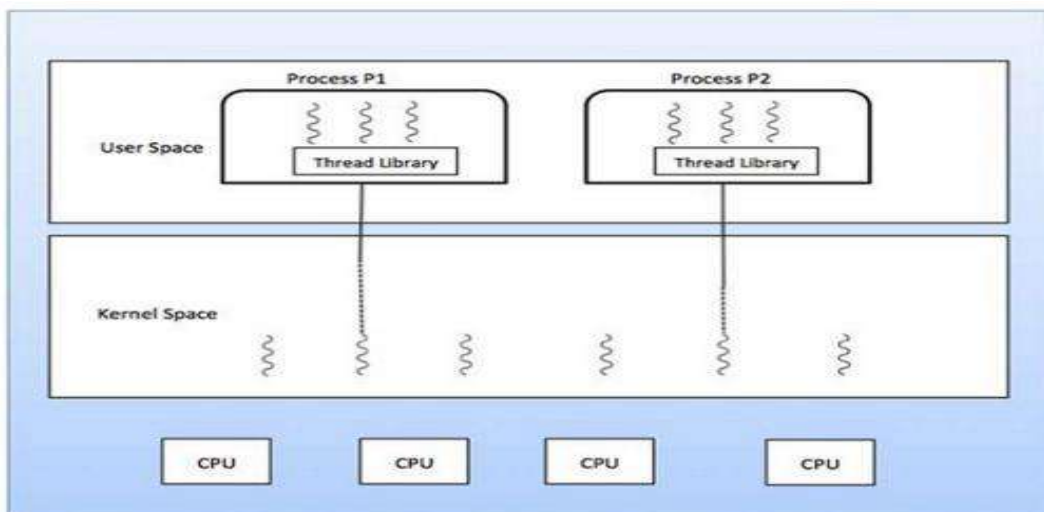 Process P1
Process P2
User Space
Thread Library
Thread Library
Kernel Space
CPU
CPU
CPU
CPU